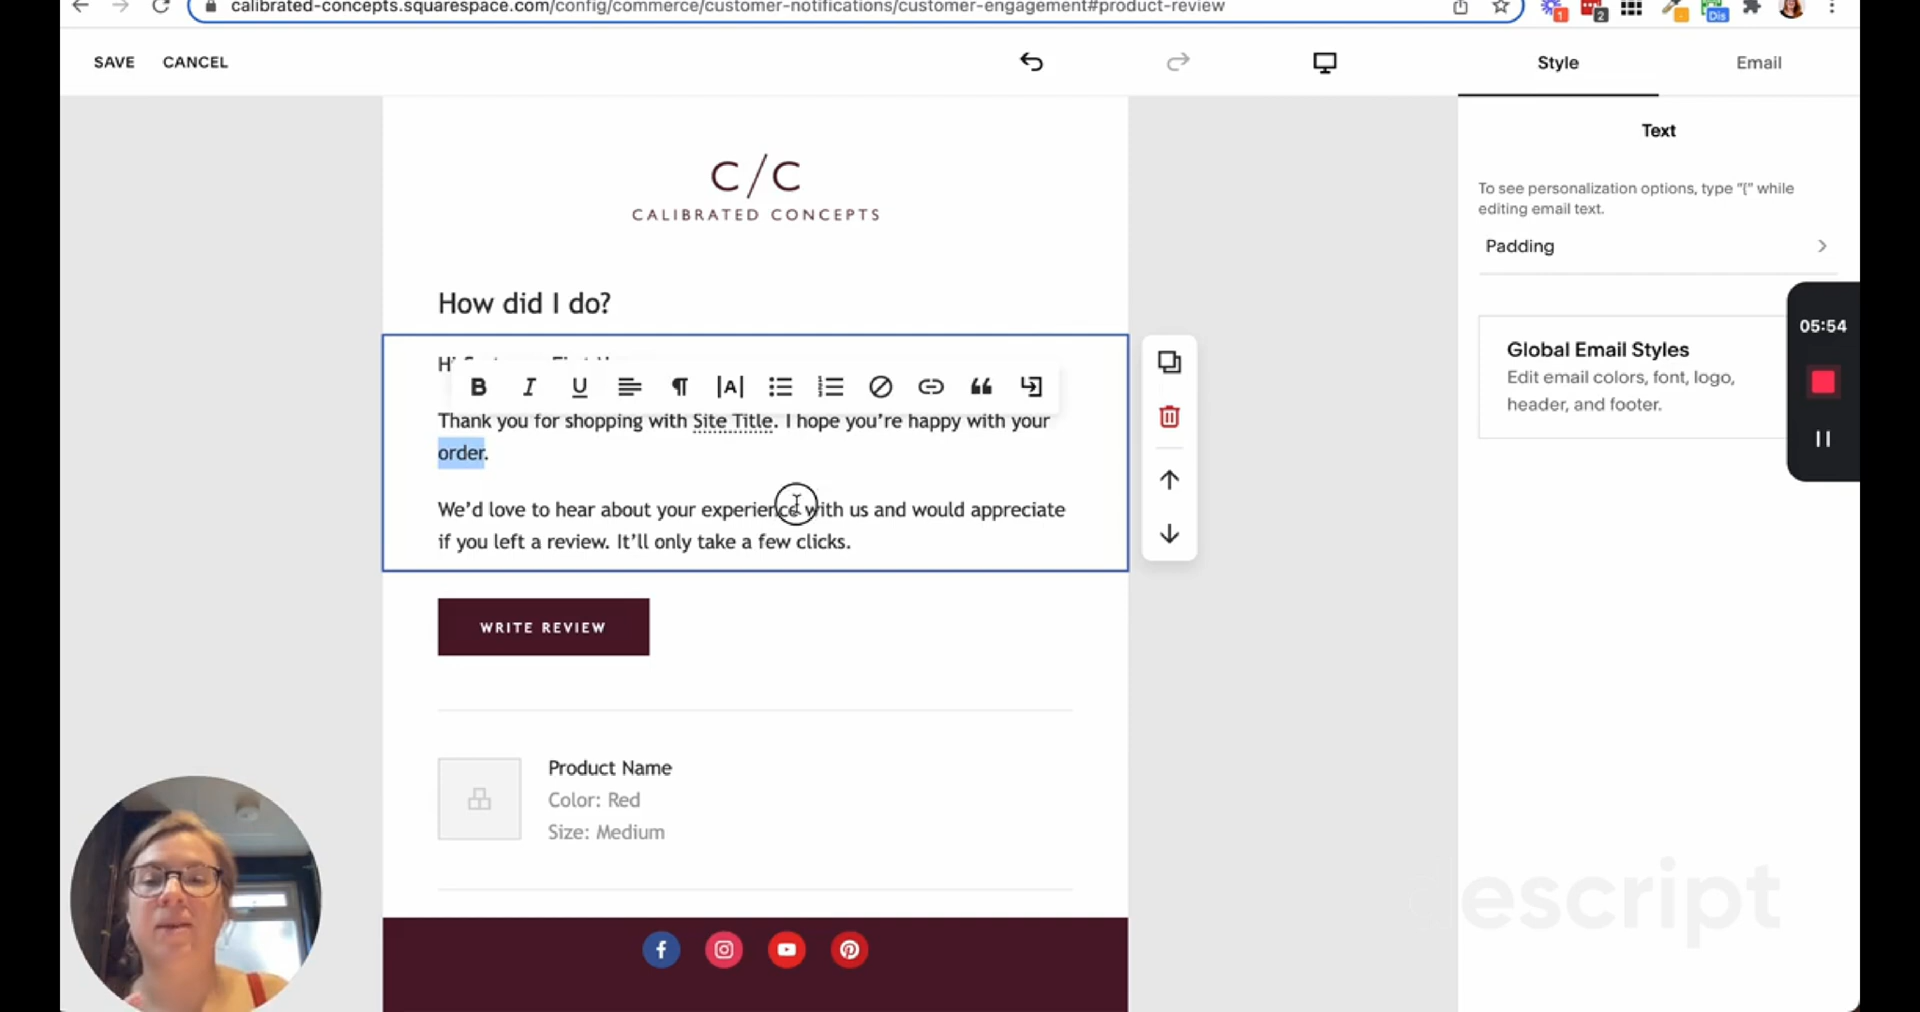 calibrated-concepts.squarespace.com/config/commerce/customer-notifications/customer-engagement#product-review
1
2
Dis
SAVE
CANCEL
Style
Email
C/C
CALIBRATED CONCEPTS
Text
To see personalization options, type "{" while
editing email text.
Padding
How did I do?
05:54
Global Email Styles
Edit email colors, font, logo,
header, and footer.
B I U ¶ |A|
Thank you for shopping with Site Title. I hope you're happy with your
order.
We'd love to hear about your experience with us and would appreciate
if you left a review. It'll only take a few clicks.
WRITE REVIEW
Product Name
Color: Red
Size: Medium
escript